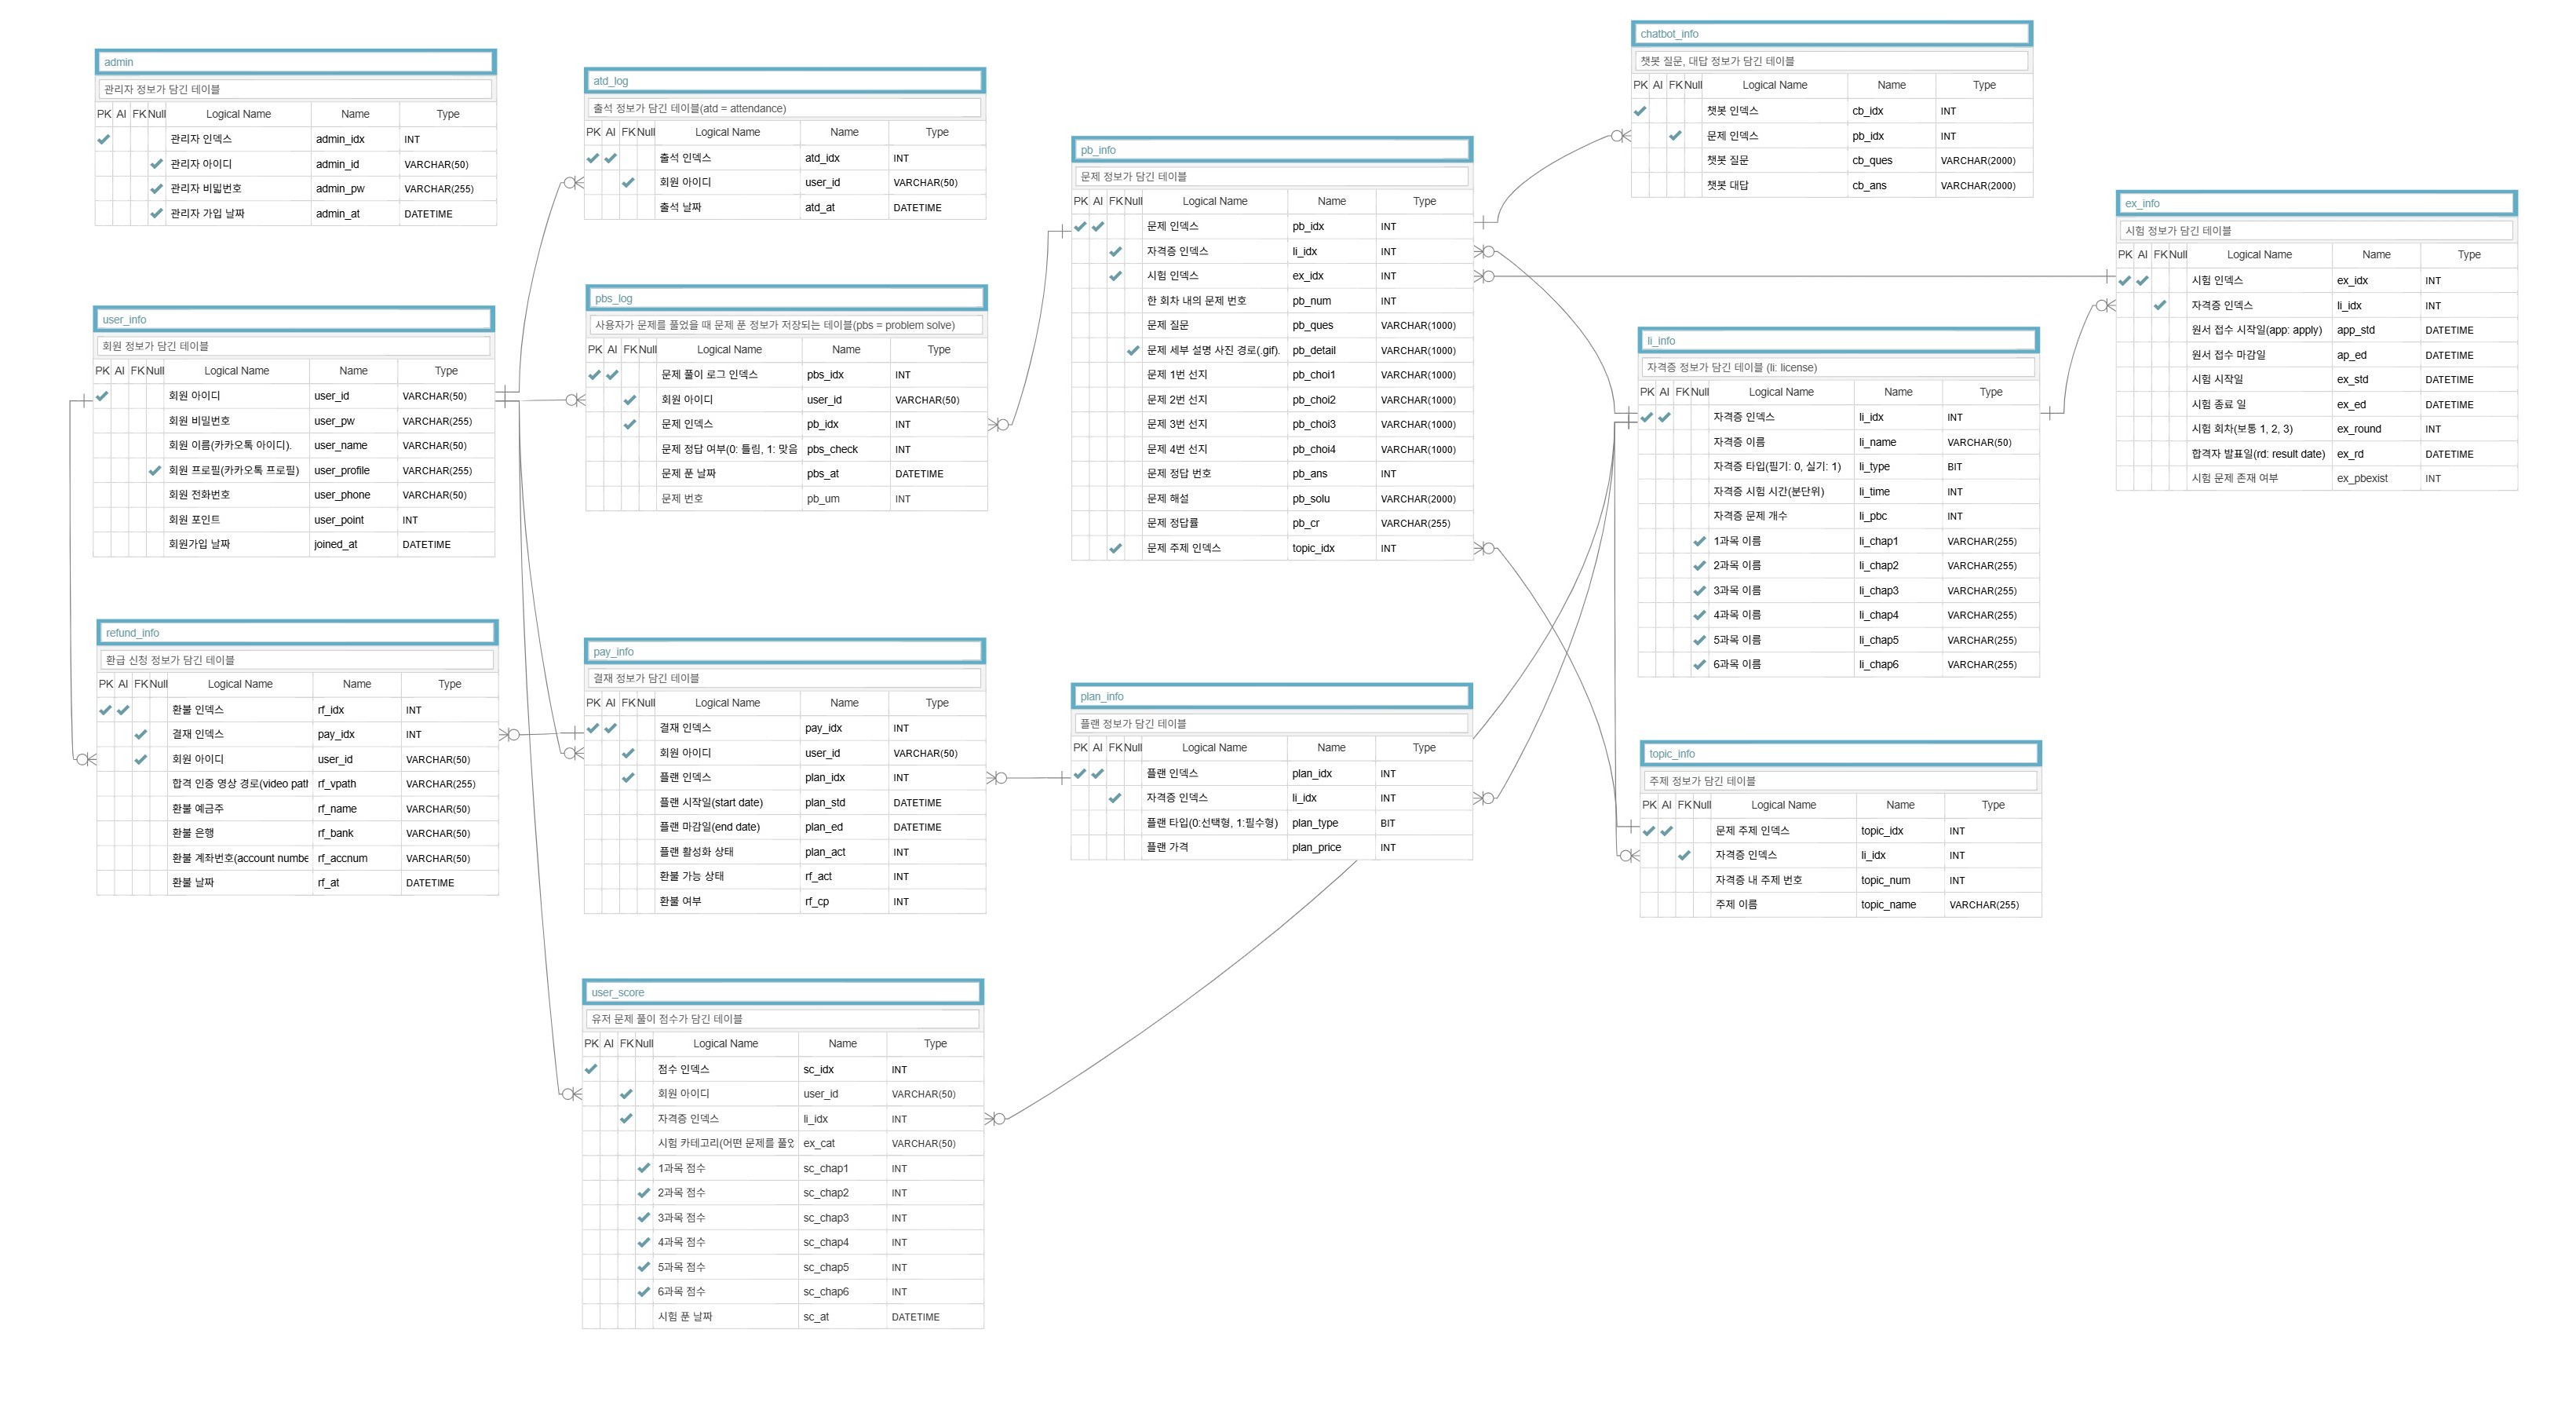 admin
관리자 정보가 담긴 테이블
PK AI FK Null Logical Name Name Type
관리자 인덱스 admin_idx INT
관리자 아이디 admin_id VARCHAR(50)
관리자 비밀번호 admin_pw VARCHAR(255)
관리자 가입 날짜 admin_at DATETIME
user_info
회원 정보가 담긴 테이블
PK AI FK Null Logical Name Name Type
회원 아이디 user_id VARCHAR(50)
회원 비밀번호 user_pw VARCHAR(255)
회원 이름(카카오톡 아이디). user_name VARCHAR(50)
회원 프로필(카카오톡 프로필) user_profile VARCHAR(255)
회원 전화번호 user_phone VARCHAR(50)
회원 포인트 user_point INT
회원가입 날짜 joined_at DATETIME
refund_info
환급 신청 정보가 담긴 테이블
PK AI FK Null Logical Name Name Type
환불 인덱스 rf_idx INT
결재 인덱스 pay_idx INT
회원 아이디 user_id VARCHAR(50)
합격 인증 영상 경로(video path rf_vpath VARCHAR(255)
환불 예금주 rf_name VARCHAR(50)
환불 은행 rf_bank VARCHAR(50)
환불 계좌번호(account numbe rf_accnum VARCHAR(50)
환불 날짜 rf_at DATETIME
atd_log
출석 정보가 담긴 테이블(atd = attendance)
PK AI FK Null Logical Name Name Type
출석 인덱스 atd_idx INT
회원 아이디 user_id VARCHAR(50)
출석 날짜 atd_at DATETIME
pbs_log
사용자가 문제를 풀었을 때 문제 푼 정보가 저장되는 테이블(pbs = problem solve)
PK AI FK Null Logical Name Name Type
문제 풀이 로그 인덱스 pbs_idx INT
회원 아이디 user_id VARCHAR(50)
문제 인덱스 pb_idx INT
문제 정답 여부(0: 틀림, 1: 맞음 pbs_check INT
문제 푼 날짜 pbs_at DATETIME
문제 번호 pb_um INT
pay_info
결재 정보가 담긴 테이블
PK AI FK Null Logical Name Name Type
결재 인덱스 pay_idx INT
회원 아이디 user_id VARCHAR(50)
플랜 인덱스 plan_idx INT
플랜 시작일(start date) plan_std DATETIME
플랜 마감일(end date) plan_ed DATETIME
플랜 활성화 상태 plan_act INT
환불 가능 상태 rf_act INT
환불 여부 rf_cp INT
user_score
유저 문제 풀이 점수가 담긴 테이블
PK AI FK Null Logical Name Name Type
점수 인덱스 sc_idx INT
회원 아이디 user_id VARCHAR(50)
자격증 인덱스 li_idx INT
시험 카테고리(어떤 문제를 풀었 ex_cat VARCHAR(50)
1과목 점수 sc_chap1 INT
2과목 점수 sc_chap2 INT
3과목 점수 sc_chap3 INT
4과목 점수 sc_chap4 INT
5과목 점수 sc_chap5 INT
6과목 점수 sc_chap6 INT
시험 푼 날짜 sc_at DATETIME
pb_info
문제 정보가 담긴 테이블
PK AI FK Null Logical Name Name Type
문제 인덱스 pb_idx INT
자격증 인덱스 li_idx INT
시험 인덱스 ex_idx INT
한 회차 내의 문제 번호 pb_num INT
문제 질문 pb_ques VARCHAR(1000)
문제 세부 설명 사진 경로(.gif). pb_detail VARCHAR(1000)
문제 1번 선지 pb_choi1 VARCHAR(1000)
문제 2번 선지 pb_choi2 VARCHAR(1000)
문제 3번 선지 pb_choi3 VARCHAR(1000)
문제 4번 선지 pb_choi4 VARCHAR(1000)
문제 정답 번호 pb_ans INT
문제 해설 pb_solu VARCHAR(2000)
문제 정답률 pb_cr VARCHAR(255)
문제 주제 인덱스 topic_idx INT
plan_info
플랜 정보가 담긴 테이블
PK AI FK Null Logical Name Name Type
플랜 인덱스 plan_idx INT
자격증 인덱스 li_idx INT
플랜 타입(0:선택형, 1:필수형) plan_type BIT
플랜 가격 plan_price INT
chatbot_info
챗봇 질문, 대답 정보가 담긴 테이블
PK AI FK Null Logical Name Name Type
챗봇 인덱스 cb_idx INT
문제 인덱스 pb_idx INT
챗봇 질문 cb_ques VARCHAR(2000)
챗봇 대답 cb_ans VARCHAR(2000)
li_info
자격증 정보가 담긴 테이블 (li: license)
PK AI FK Null Logical Name Name Type
자격증 인덱스 li_idx INT
자격증 이름 li_name VARCHAR(50)
자격증 타입(필기: 0, 실기: 1) li_type BIT
자격증 시험 시간(분단위) li_time INT
자격증 문제 개수 li_pbc INT
1과목 이름 li_chap1 VARCHAR(255)
2과목 이름 li_chap2 VARCHAR(255)
3과목 이름 li_chap3 VARCHAR(255)
4과목 이름 li_chap4 VARCHAR(255)
5과목 이름 li_chap5 VARCHAR(255)
6과목 이름 li_chap6 VARCHAR(255)
topic_info
주제 정보가 담긴 테이블
PK AI FK Null Logical Name Name Type
문제 주제 인덱스 topic_idx INT
자격증 인덱스 li_idx INT
자격증 내 주제 번호 topic_num INT
주제 이름 topic_name VARCHAR(255)
ex_info
시험 정보가 담긴 테이블
PK AI FK Null Logical Name Name Type
시험 인덱스 ex_idx INT
자격증 인덱스 li_idx INT
원서 접수 시작일(app: apply) app_std DATETIME
원서 접수 마감일 ap_ed DATETIME
시험 시작일 ex_std DATETIME
시험 종료 일 ex_ed DATETIME
시험 회차(보통 1, 2, 3) ex_round INT
합격자 발표일(rd: result date) ex_rd DATETIME
시험 문제 존재 여부 ex_pbexist INT